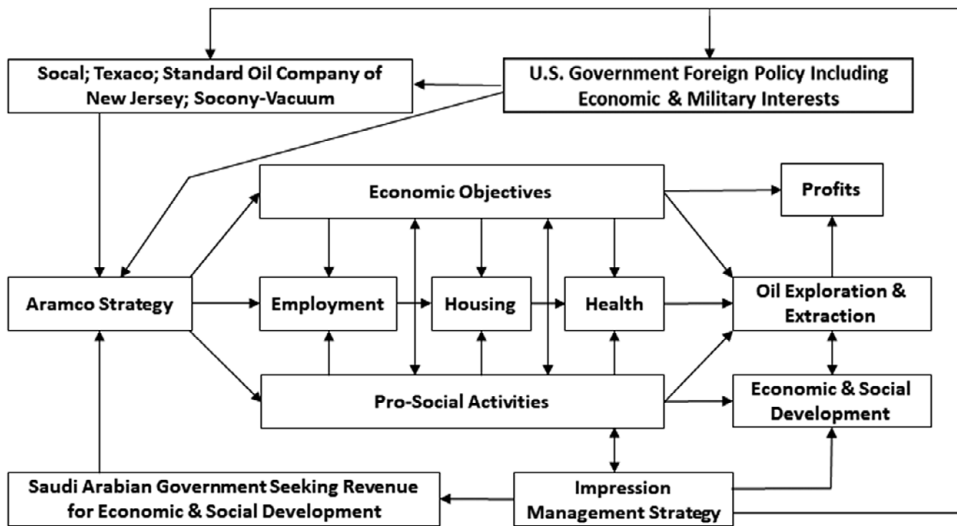 Socal; Texaco; Standard Oil Company of
New Jersey; Socony-Vacuum
U.S. Government Foreign Policy Including
Economic & Military Interests
Economic Objectives
Profits
Aramco Strategy
Employment
Housing
Health
Oil Exploration &
Extraction
Pro-Social Activities
Economic & Social
Development
Saudi Arabian Government Seeking Revenue
for Economic & Social Development
Impression
Management Strategy